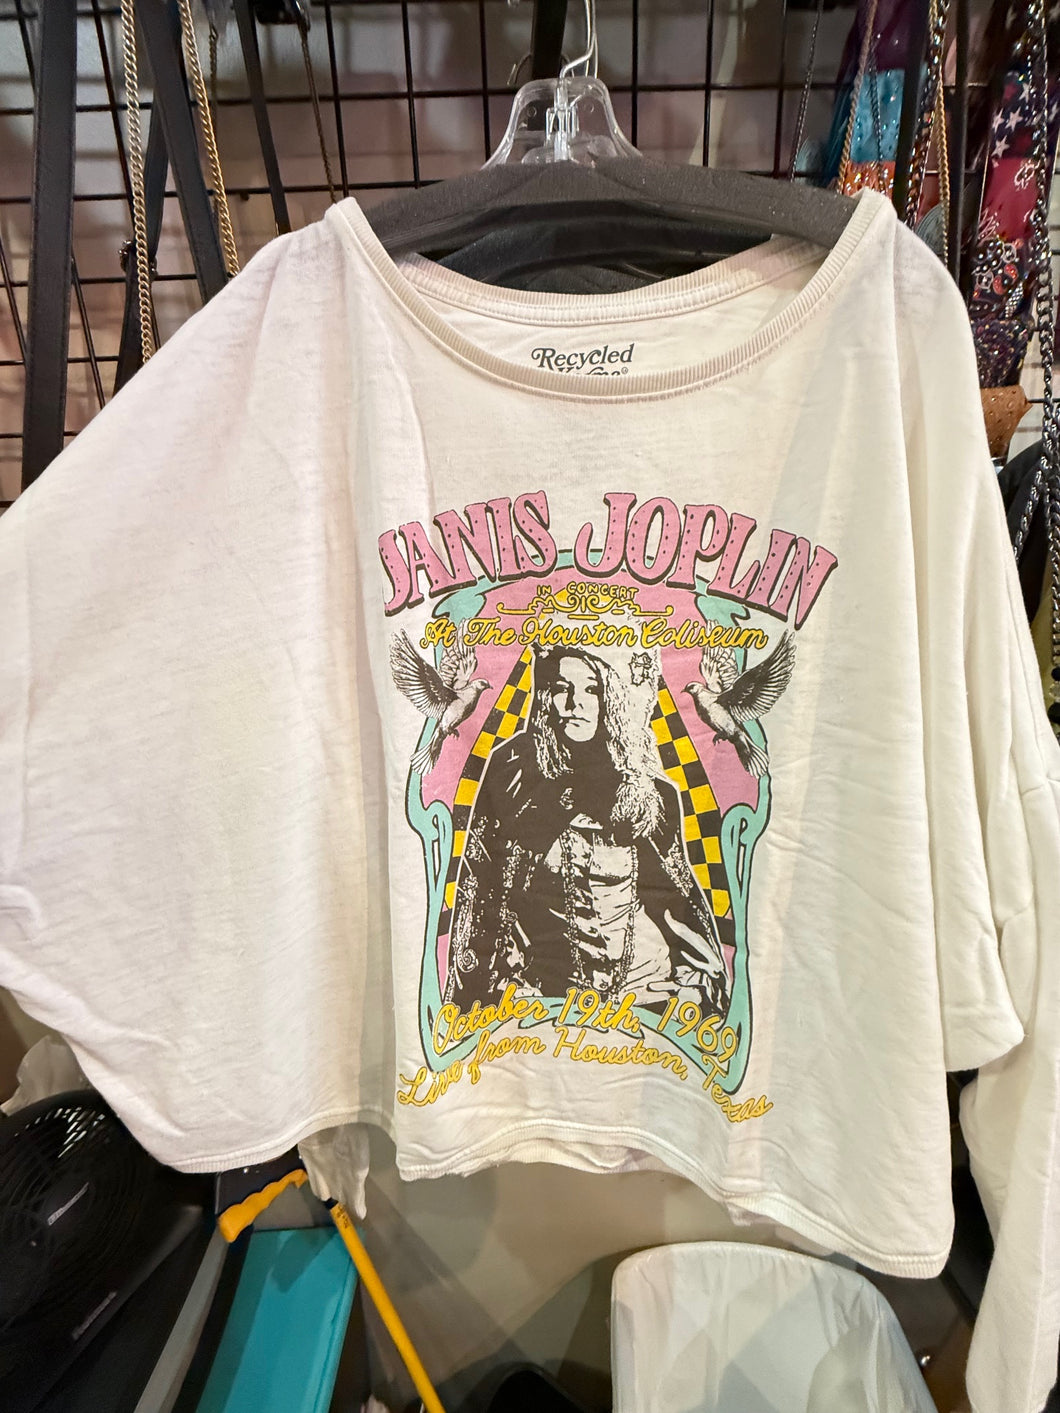 Recycled
JANIS JOPLIN
IN CONCERT
At The Houston Coliseum
October 19th, 1969
Live from Houston, Texas